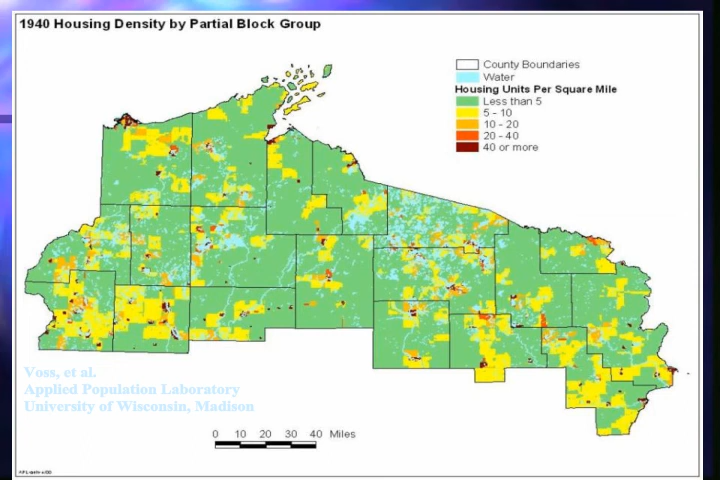 1940 Housing Density by Partial Block Group
County Boundaries
Water
Housing Units Per Square Mile
Less than 5
5 - 10
10 - 20
20 - 40
40 or more
Voss, et al.
Applied Population Laboratory
University of Wisconsin, Madison
0 10 20 30 40 Miles